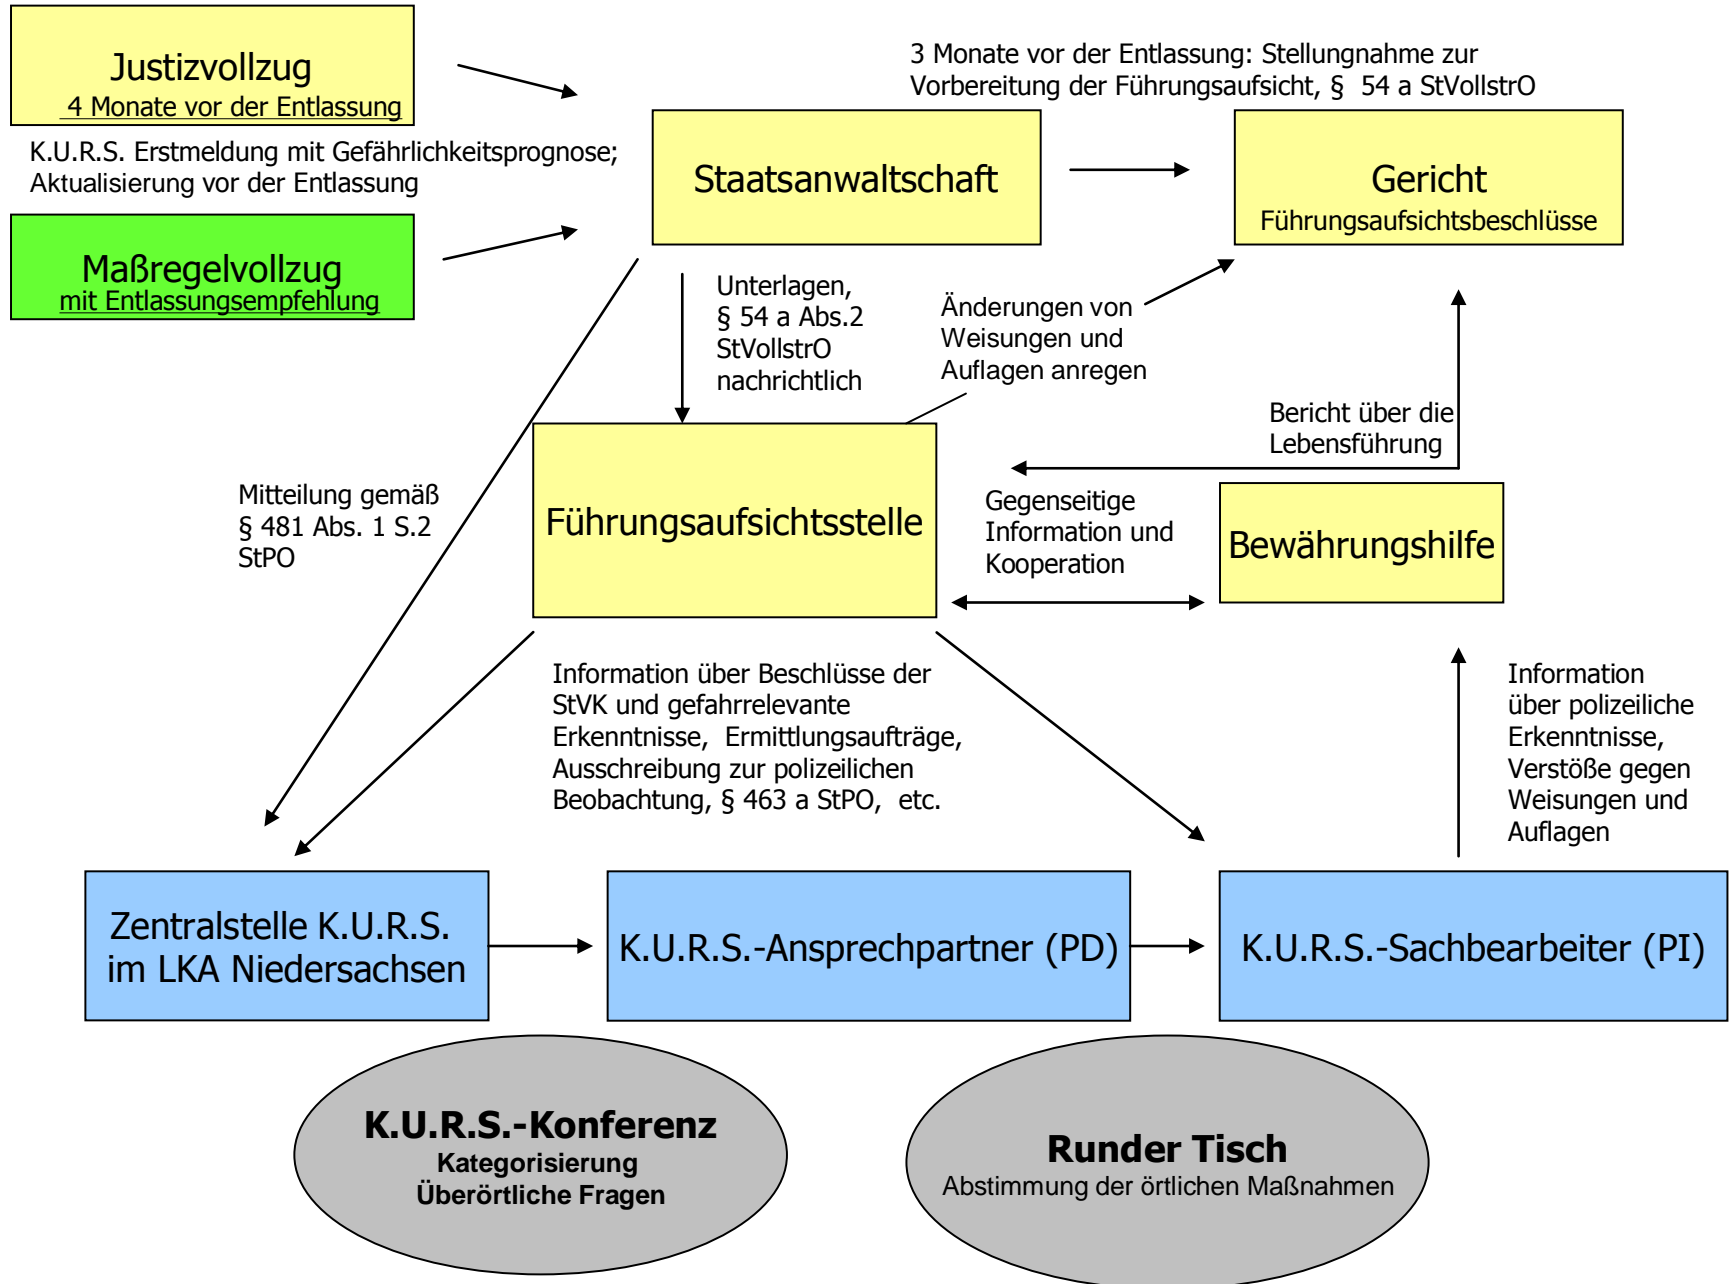 Justizvollzug
4 Monate vor der Entlassung
3 Monate vor der Entlassung: Stellungnahme zur
Vorbereitung der Führungsaufsicht, §  54 a StVollstrO
K.U.R.S. Erstmeldung mit Gefährlichkeitsprognose;
Aktualisierung vor der Entlassung
Staatsanwaltschaft
Gericht
Führungsaufsichtsbeschlüsse
Maßregelvollzug
mit Entlassungsempfehlung
Unterlagen,
§ 54 a Abs.2
StVollstrO
nachrichtlich
Änderungen von
Weisungen und
Auflagen anregen
Bericht über die
Lebensführung
Mitteilung gemäß
§ 481 Abs. 1 S.2
StPO
Führungsaufsichtsstelle
Gegenseitige
Information und
Kooperation
Bewährungshilfe
Information über Beschlüsse der
StVK und gefahrrelevante
Erkenntnisse,  Ermittlungsaufträge,
Ausschreibung zur polizeilichen
Beobachtung, § 463 a StPO,  etc.
Information
über polizeiliche
Erkenntnisse,
Verstöße gegen
Weisungen und
Auflagen
Zentralstelle K.U.R.S.
im LKA Niedersachsen
K.U.R.S.-Ansprechpartner (PD)
K.U.R.S.-Sachbearbeiter (PI)
K.U.R.S.-Konferenz
Kategorisierung
Überörtliche Fragen
Runder Tisch
Abstimmung der örtlichen Maßnahmen